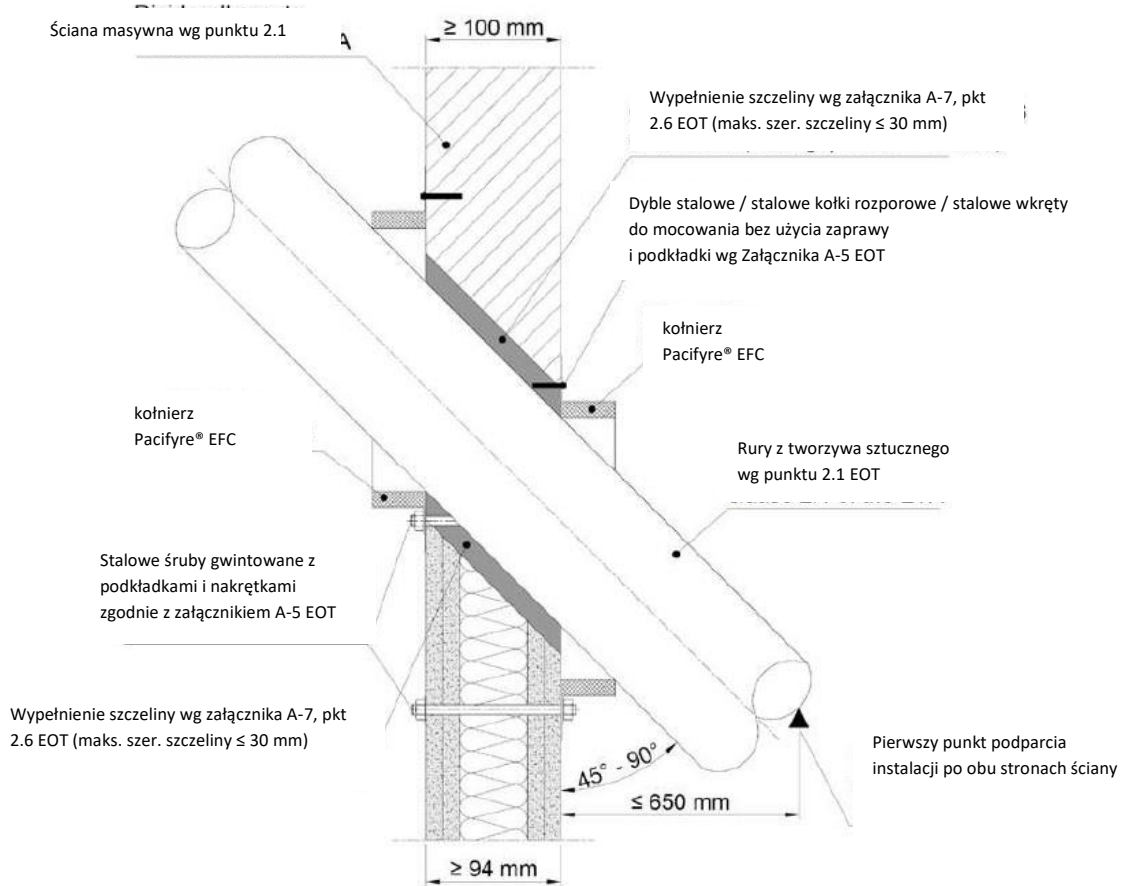 Ściana masywna wg punktu 2.1
≥ 100 mm
Wypełnienie szczeliny wg załącznika A-7, pkt
2.6 EOT (maks. szer. szczeliny ≤ 30 mm)
Dyble stalowe / stalowe kołki rozporowe / stalowe wkręty
do mocowania bez użycia zaprawy
i podkładki wg Załącznika A-5 EOT
kołnierz
Pacifyre® EFC
kołnierz
Pacifyre® EFC
Rury z tworzywa sztucznego
wg punktu 2.1 EOT
Stalowe śruby gwintowane z
podkładkami i nakrętkami
zgodnie z załącznikiem A-5 EOT
Wypełnienie szczeliny wg załącznika A-7, pkt
2.6 EOT (maks. szer. szczeliny ≤ 30 mm)
Pierwszy punkt podparcia
instalacji po obu stronach ściany
45° - 90°
≤ 650 mm
≥ 94 mm